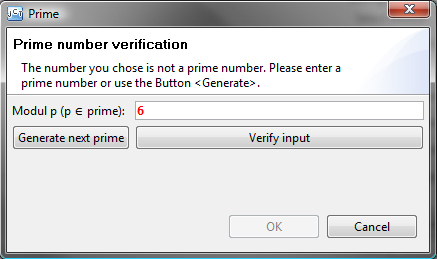 Prime
Prime number verification
The number you chose is not a prime number. Please enter a
prime number or use the Button <Generate>.
Modul p (p ∈ prime): 6
Generate next prime Verify input
OK Cancel